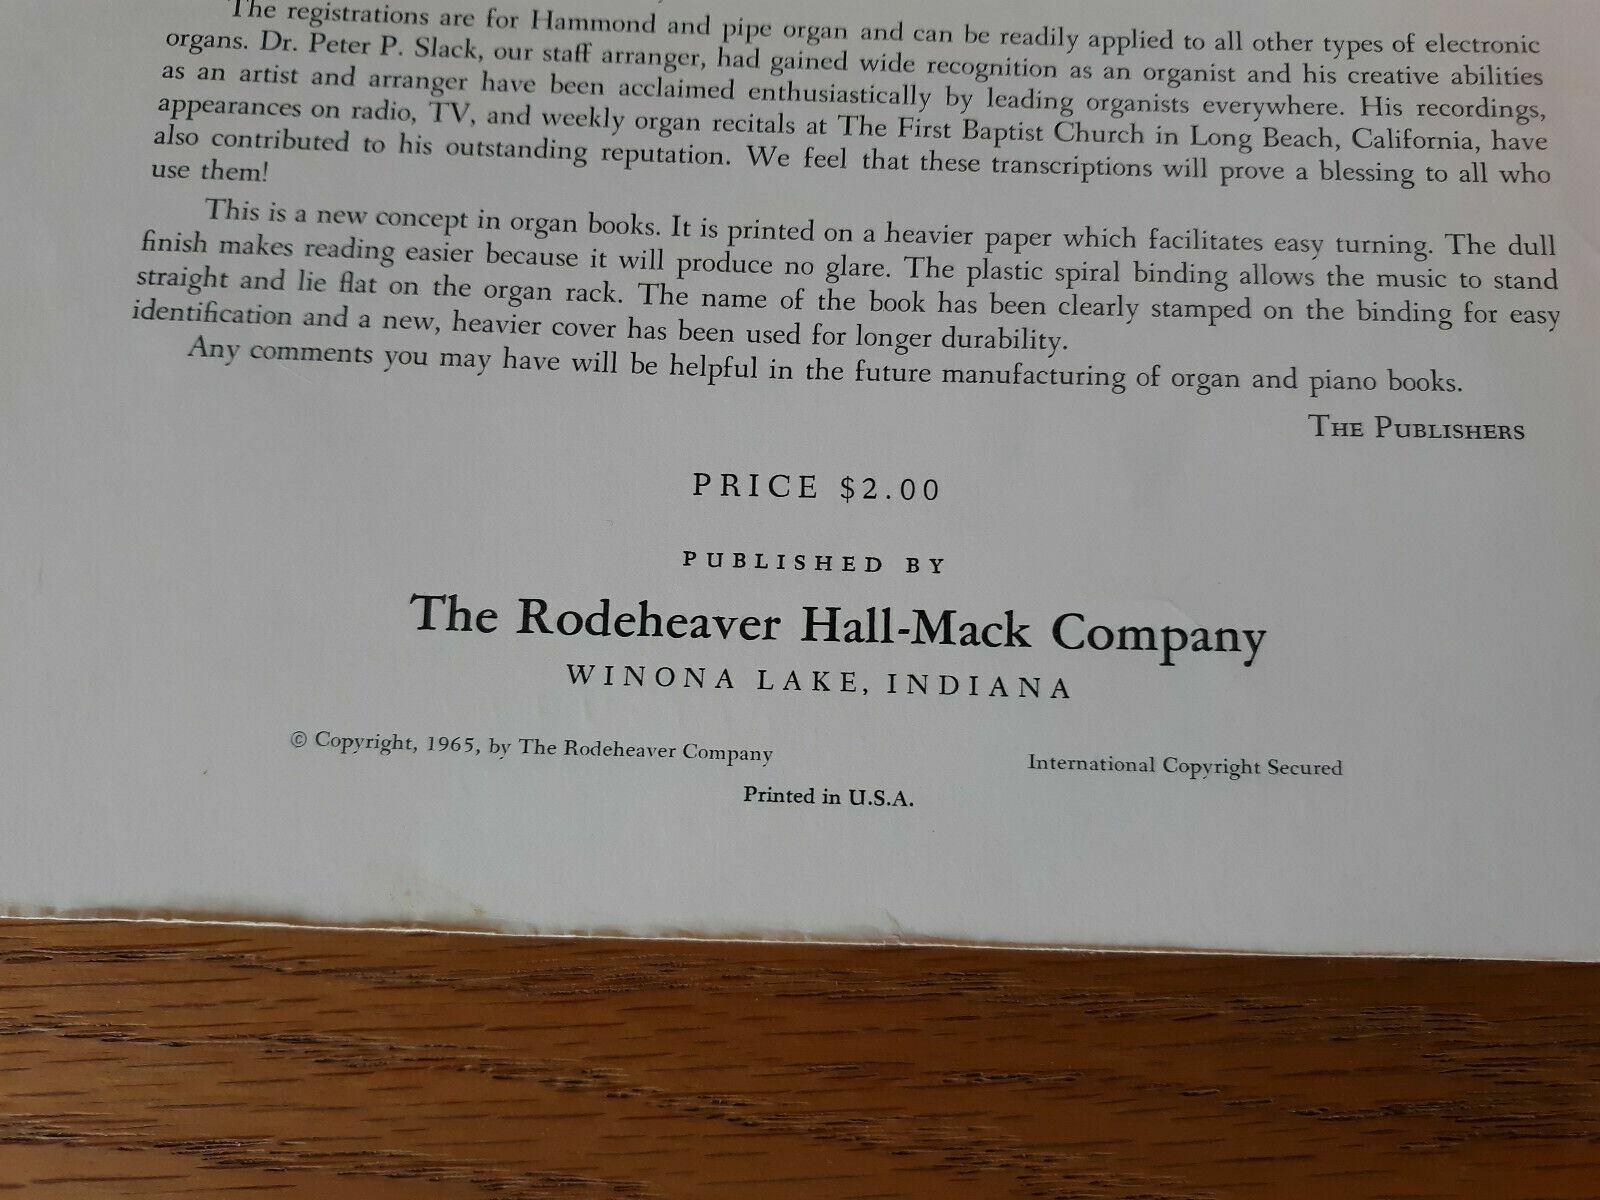 The registrations are for Hammond and pipe organ and can be readily applied to all other types of electronic
organs. Dr. Peter P. Slack, our staff arranger, had gained wide recognition as an organist and his creative abilities
as an artist and arranger have been acclaimed enthusiastically by leading organists everywhere. His recordings,
appearances on radio, TV, and weekly organ recitals at The First Baptist Church in Long Beach, California, have
also contributed to his outstanding reputation. We feel that these transcriptions will prove a blessing to all who
use them!
This is a new concept in organ books. It is printed on a heavier paper which facilitates easy turning. The dull
finish makes reading easier because it will produce no glare. The plastic spiral binding allows the music to stand
straight and lie flat on the organ rack. The name of the book has been clearly stamped on the binding for easy
identification and a new, heavier cover has been used for longer durability.
Any comments you may have will be helpful in the future manufacturing of organ and piano books.
THE PUBLISHERS
PRICE $2.00
PUBLISHED BY
The Rodeheaver Hall-Mack Company
WINONA LAKE, INDIANA
© Copyright, 1965, by The Rodeheaver Company
International Copyright Secured
Printed in U.S.A.